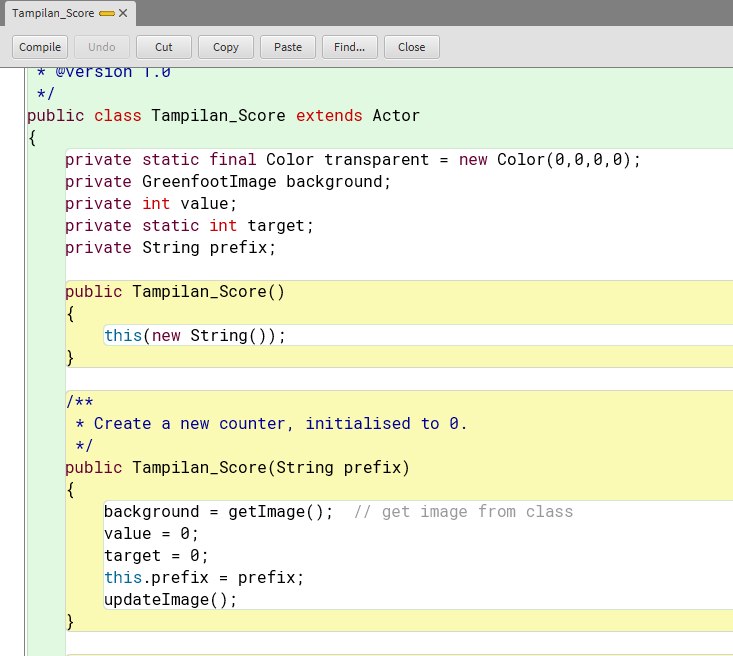 Tampilan_Score
Compile Undo Cut Copy Paste Find... Close
* @version 1.0
*/
public class Tampilan_Score extends Actor
{
private static final Color transparent = new Color(0,0,0,0);
private GreenfootImage background;
private int value;
private static int target;
private String prefix;
public Tampilan_Score()
{
this(new String());
}
/**
* Create a new counter, initialised to 0.
*/
public Tampilan_Score(String prefix)
{
background = getImage();  // get image from class
value = 0;
target = 0;
this.prefix = prefix;
updateImage();
}